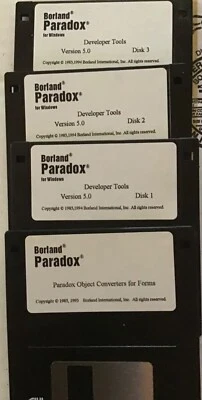 Borland®
Paradox®
for Windows
Developer Tools
Version 5.0 Disk 3
Copyright © 1993,1994 Borland International, Inc. All rights reserved.
Borland®
Paradox®
for Windows
Developer Tools
Version 5.0 Disk 2
Copyright © 1993,1994 Borland International, Inc. All rights reserved.
Borland®
Paradox®
for Windows
Developer Tools
Version 5.0 Disk 1
Copyright © 1993,1994 Borland International, Inc. All rights reserved.
Borland®
Paradox®
Paradox Object Converters for Forms
Copyright © 1985, 1995 Borland International, Inc. All rights reserved.